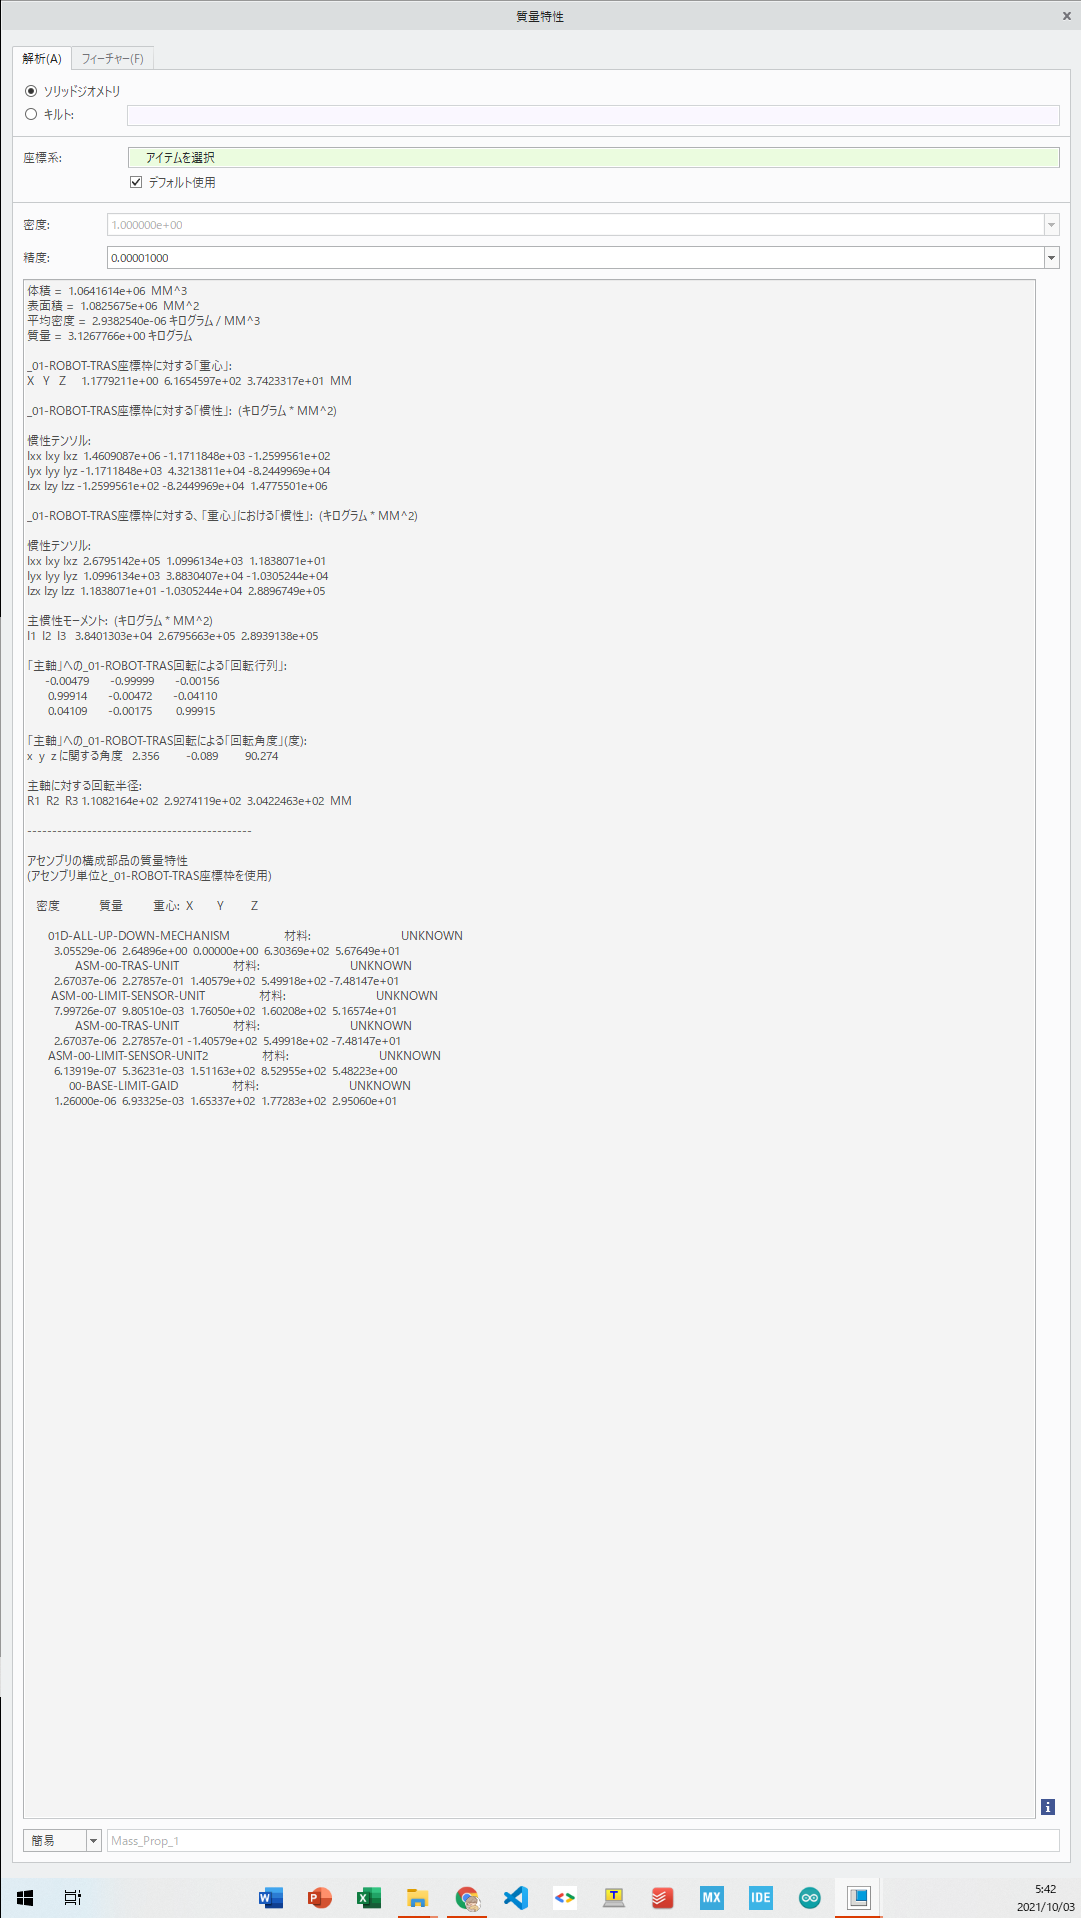 質量特性
解析(A) フィーチャー(F)
ソリッドジオメトリ
キルト:
座標系: アイテムを選択
デフォルト使用
密度: 1.000000e+00
精度: 0.00001000
体積 = 1.0641614e+06 MM^3
表面積 = 1.0825675e+06 MM^2
平均密度 = 2.9382540e-06 キログラム / MM^3
質量 = 3.1267766e+00 キログラム
_01-ROBOT-TRAS座標枠に対する「重心」:
X Y Z 1.1779211e+00 6.1654597e+02 3.7423317e+01 MM
_01-ROBOT-TRAS座標枠に対する「慣性」: (キログラム * MM^2)
慣性テンソル:
Ixx Ixy Ixz 1.4609087e+06 -1.1711848e+03 -1.2599561e+02
Iyx Iyy Iyz -1.1711848e+03 4.3213811e+04 -8.2449969e+04
Izx Izy Izz -1.2599561e+02 -8.2449969e+04 1.4775501e+06
_01-ROBOT-TRAS座標枠に対する、「重心」における「慣性」: (キログラム * MM^2)
慣性テンソル:
Ixx Ixy Ixz 2.6795142e+05 1.0996134e+03 1.1838071e+01
Iyx Iyy Iyz 1.0996134e+03 3.8830407e+04 -1.0305244e+04
Izx Izy Izz 1.1838071e+01 -1.0305244e+04 2.8896749e+05
主慣性モーメント: (キログラム * MM^2)
I1 I2 I3 3.8401303e+04 2.6795663e+05 2.8939138e+05
「主軸」への_01-ROBOT-TRAS回転による「回転行列」:
-0.00479 -0.99999 -0.00156
0.99914 -0.00472 -0.04110
0.04109 -0.00175 0.99915
「主軸」への_01-ROBOT-TRAS回転による「回転角度」(度):
x y z に関する角度 2.356 -0.089 90.274
主軸に対する回転半径:
R1 R2 R3 1.1082164e+02 2.9274119e+02 3.0422463e+02 MM
---------------------------------------------
アセンブリの構成部品の質量特性
(アセンブリ単位と_01-ROBOT-TRAS座標枠を使用)
密度 質量 重心: X Y Z
01D-ALL-UP-DOWN-MECHANISM 材料: UNKNOWN
3.05529e-06 2.64896e+00 0.00000e+00 6.30369e+02 5.67649e+01
ASM-00-TRAS-UNIT 材料: UNKNOWN
2.67037e-06 2.27857e-01 1.40579e+02 5.49918e+02 -7.48147e+01
ASM-00-LIMIT-SENSOR-UNIT 材料: UNKNOWN
7.99726e-07 9.80510e-03 1.76050e+02 1.60208e+02 5.16574e+01
ASM-00-TRAS-UNIT 材料: UNKNOWN
2.67037e-06 2.27857e-01 -1.40579e+02 5.49918e+02 -7.48147e+01
ASM-00-LIMIT-SENSOR-UNIT2 材料: UNKNOWN
6.13919e-07 5.36231e-03 1.51163e+02 8.52955e+02 5.48223e+00
00-BASE-LIMIT-GAID 材料: UNKNOWN
1.26000e-06 6.93325e-03 1.65337e+02 1.77283e+02 2.95060e+01
簡易 Mass_Prop_1
5:42
MX IDE
2021/10/03